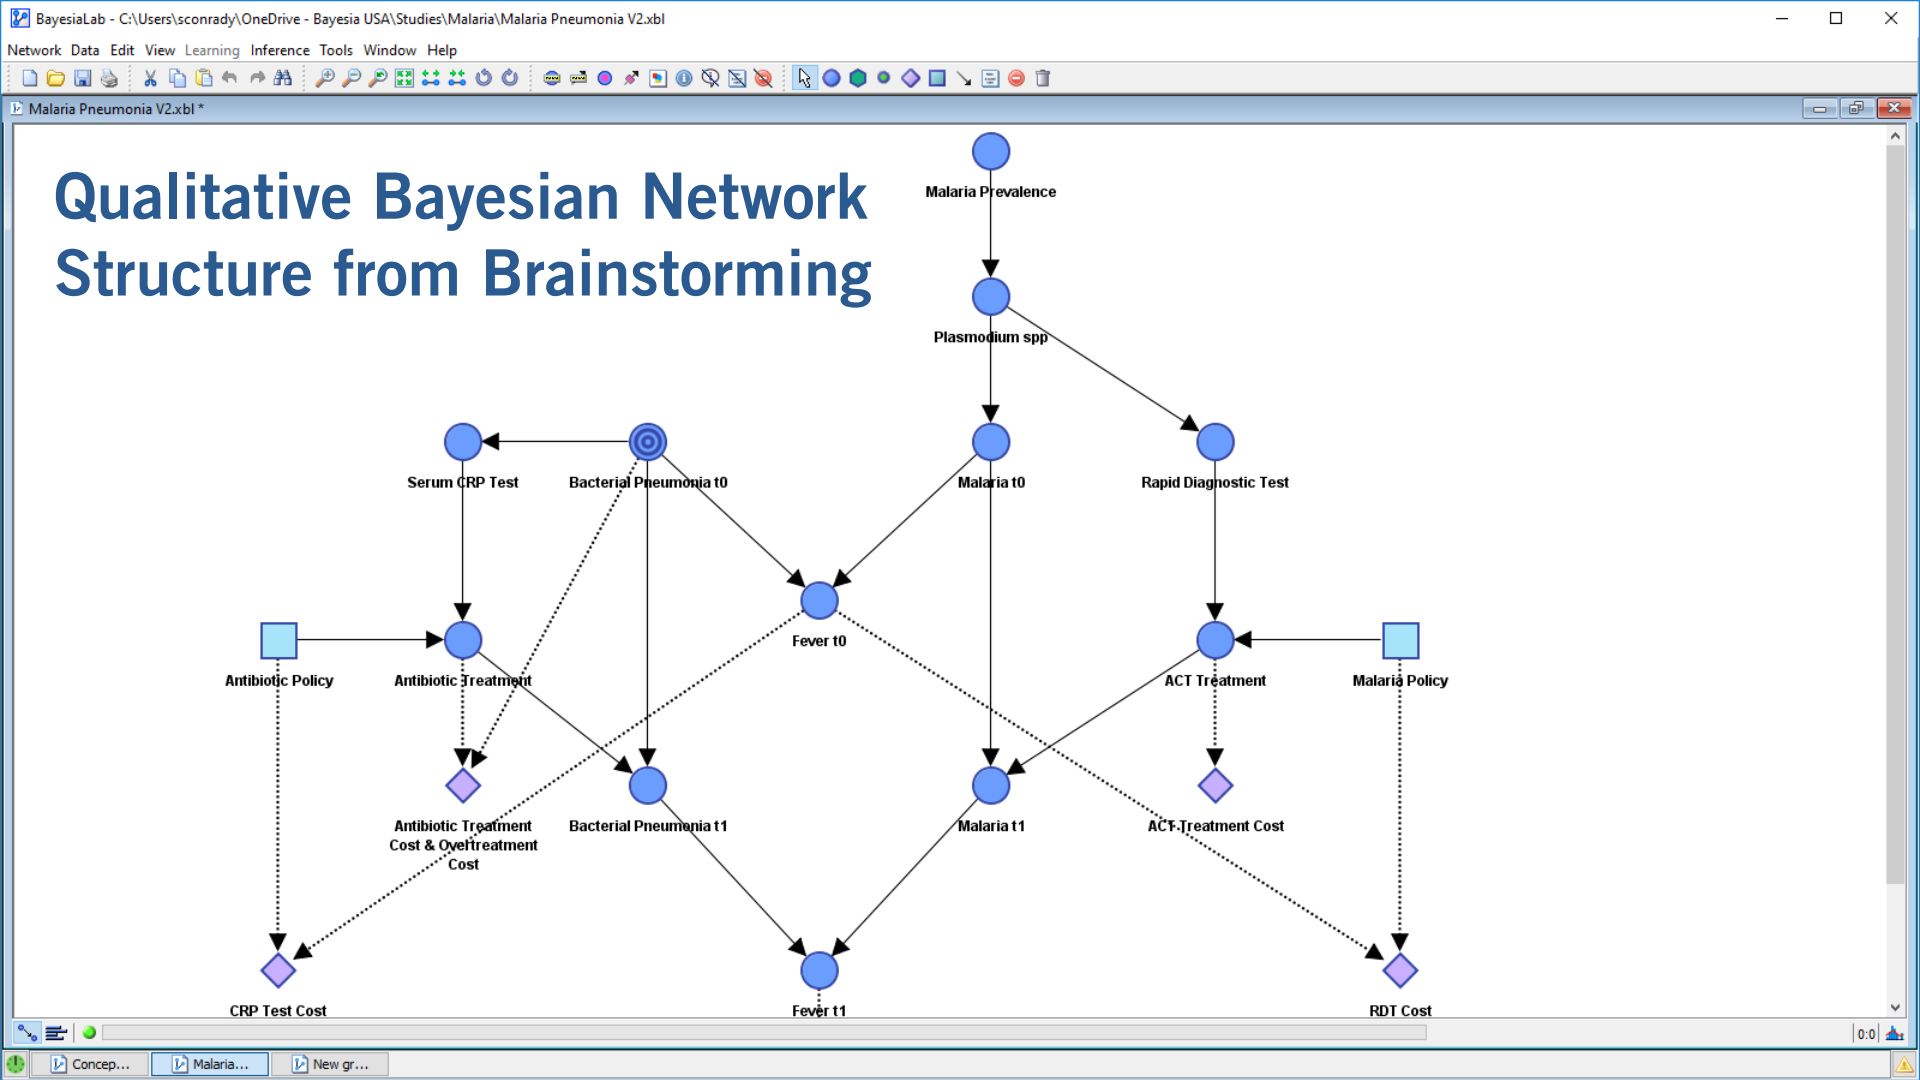 BayesiaLab - C:\Users\sconrady\OneDrive - Bayesia USA\Studies\Malaria\Malaria Pneumonia V2.xbl
Network Data Edit View Learning Inference Tools Window Help
Malaria Pneumonia V2.xbl *
Qualitative Bayesian Network
Structure from Brainstorming
Malaria Prevalence
Plasmodium spp
Serum CRP Test
Bacterial Pneumonia t0
Malaria t0
Rapid Diagnostic Test
Fever t0
Antibiotic Policy
Antibiotic Treatment
ACT Treatment
Malaria Policy
Antibiotic Treatment
Cost & Overtreatment
Cost
Bacterial Pneumonia t1
Malaria t1
ACT Treatment Cost
CRP Test Cost
Fever t1
RDT Cost
0:0
Concep...
Malaria...
New gr...